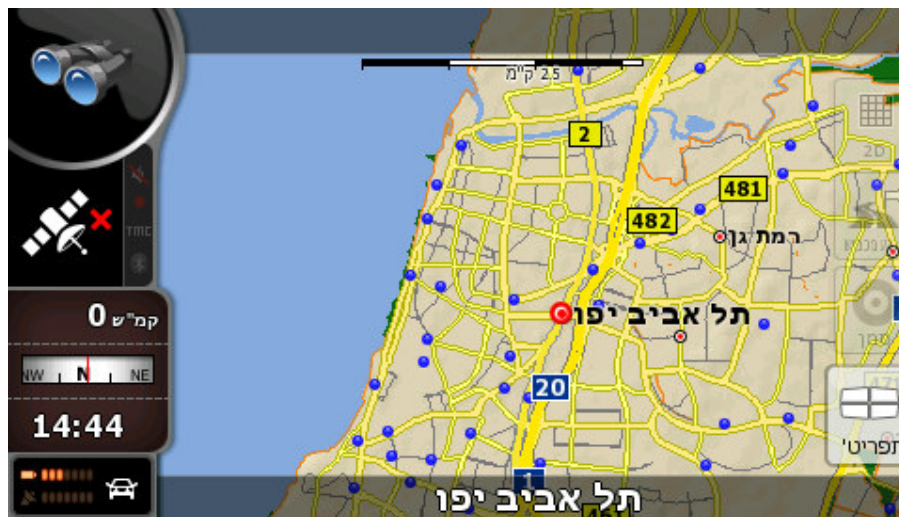 2.5 ק"מ
2
TMC
481
482
רמת גן
תל אביב יפו
0 קמ"ש
NW N NE
20
14:44
תפריט'
1
תל אביב יפו